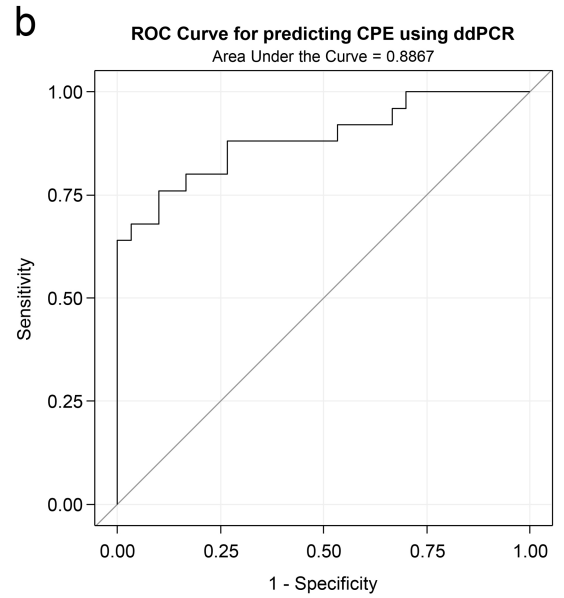 b
ROC Curve for predicting CPE using ddPCR
Area Under the Curve = 0.8867
1.00
0.75
0.50
0.25
0.00
Sensitivity
0.00 0.25 0.50 0.75 1.00
1 - Specificity